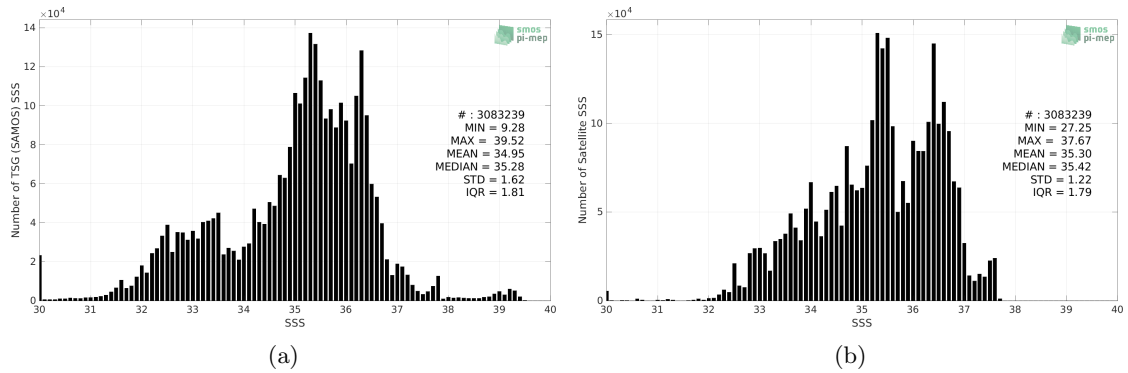 ×10⁴
14
12
10
8
6
4
2
0
Number of TSG (SAMOS) SSS
smos
pi-mep
# : 3083239
MIN = 9.28
MAX = 39.52
MEAN = 34.95
MEDIAN = 35.28
STD = 1.62
IQR = 1.81
30 31 32 33 34 35 36 37 38 39 40
SSS
(a)
×10⁴
15
10
5
0
Number of Satellite SSS
smos
pi-mep
# : 3083239
MIN = 27.25
MAX = 37.67
MEAN = 35.30
MEDIAN = 35.42
STD = 1.22
IQR = 1.79
30 31 32 33 34 35 36 37 38 39 40
SSS
(b)